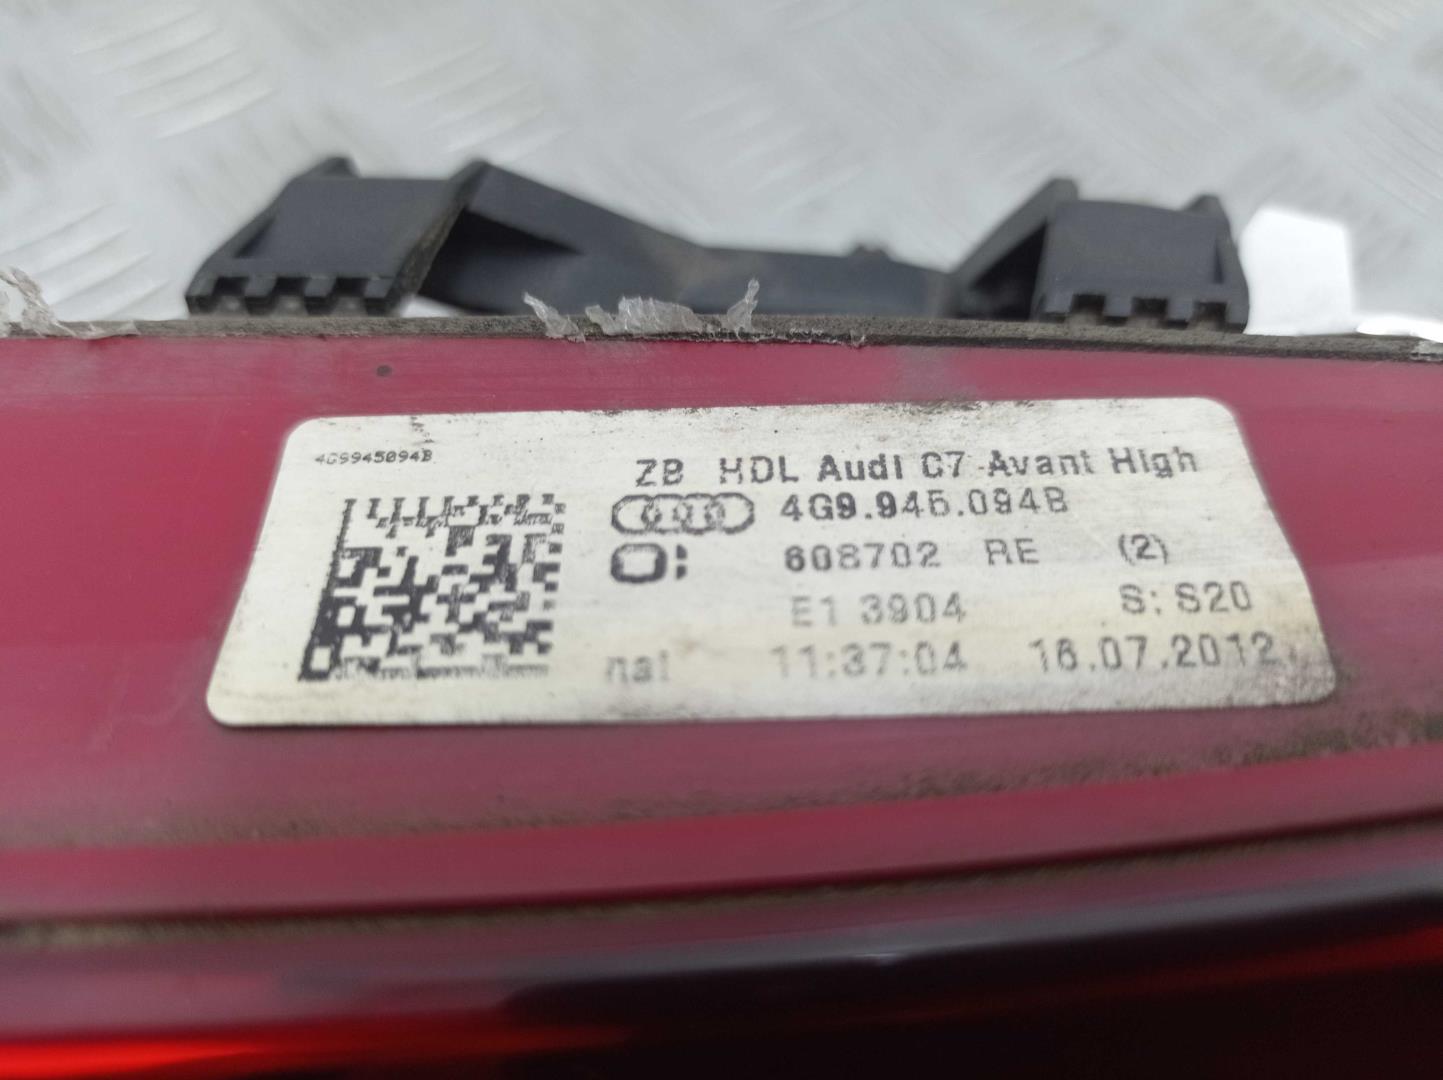 4G9945094B
ZB HDL Audi C7 Avant High
4G9.945.094B
608702 RE (2)
E1 3904 S: S20
nal 11:37:04 16.07.2012